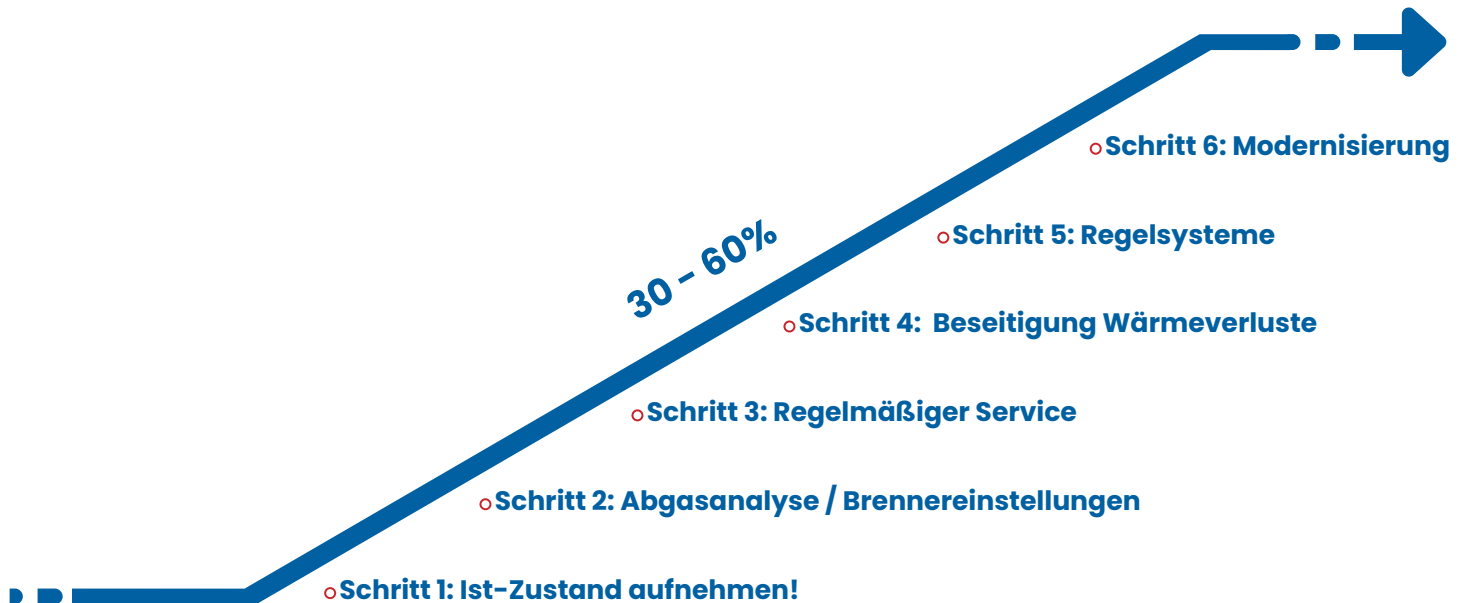 Schritt 6: Modernisierung
Schritt 5: Regelsysteme
30 – 60%
Schritt 4: Beseitigung Wärmeverluste
Schritt 3: Regelmäßiger Service
Schritt 2: Abgasanalyse / Brennereinstellungen
Schritt 1: Ist-Zustand aufnehmen!